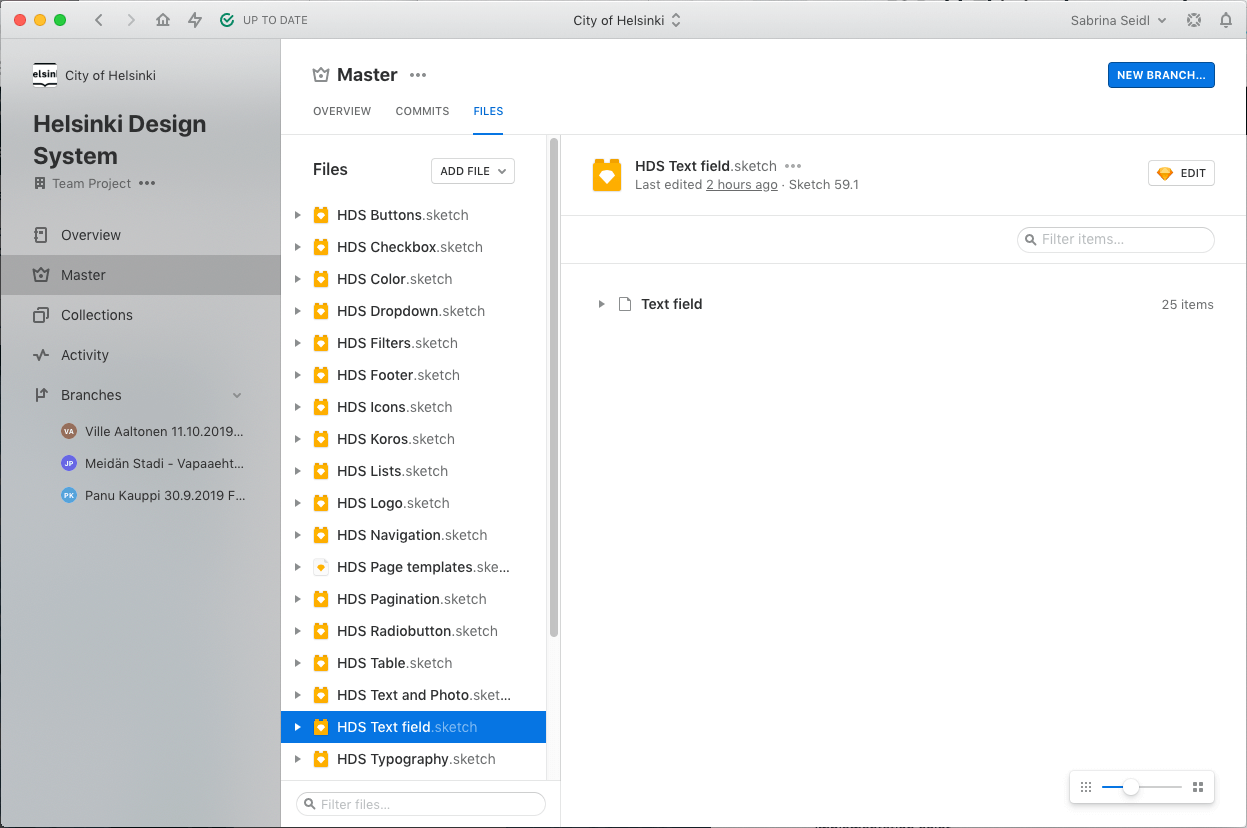 UP TO DATE
City of Helsinki
Sabrina Seidl
elsin
City of Helsinki
Helsinki Design
System
Team Project
Overview
Master
Collections
Activity
Branches
VA Ville Aaltonen 11.10.2019...
JP Meidän Stadi - Vapaaeht...
PK Panu Kauppi 30.9.2019 F...
Master
NEW BRANCH...
OVERVIEW COMMITS FILES
Files
ADD FILE
HDS Buttons.sketch
HDS Checkbox.sketch
HDS Color.sketch
HDS Dropdown.sketch
HDS Filters.sketch
HDS Footer.sketch
HDS Icons.sketch
HDS Koros.sketch
HDS Lists.sketch
HDS Logo.sketch
HDS Navigation.sketch
HDS Page templates.ske...
HDS Pagination.sketch
HDS Radiobutton.sketch
HDS Table.sketch
HDS Text and Photo.sket...
HDS Text field.sketch
HDS Typography.sketch
Filter files...
HDS Text field.sketch
Last edited 2 hours ago · Sketch 59.1
EDIT
Filter items...
Text field
25 items